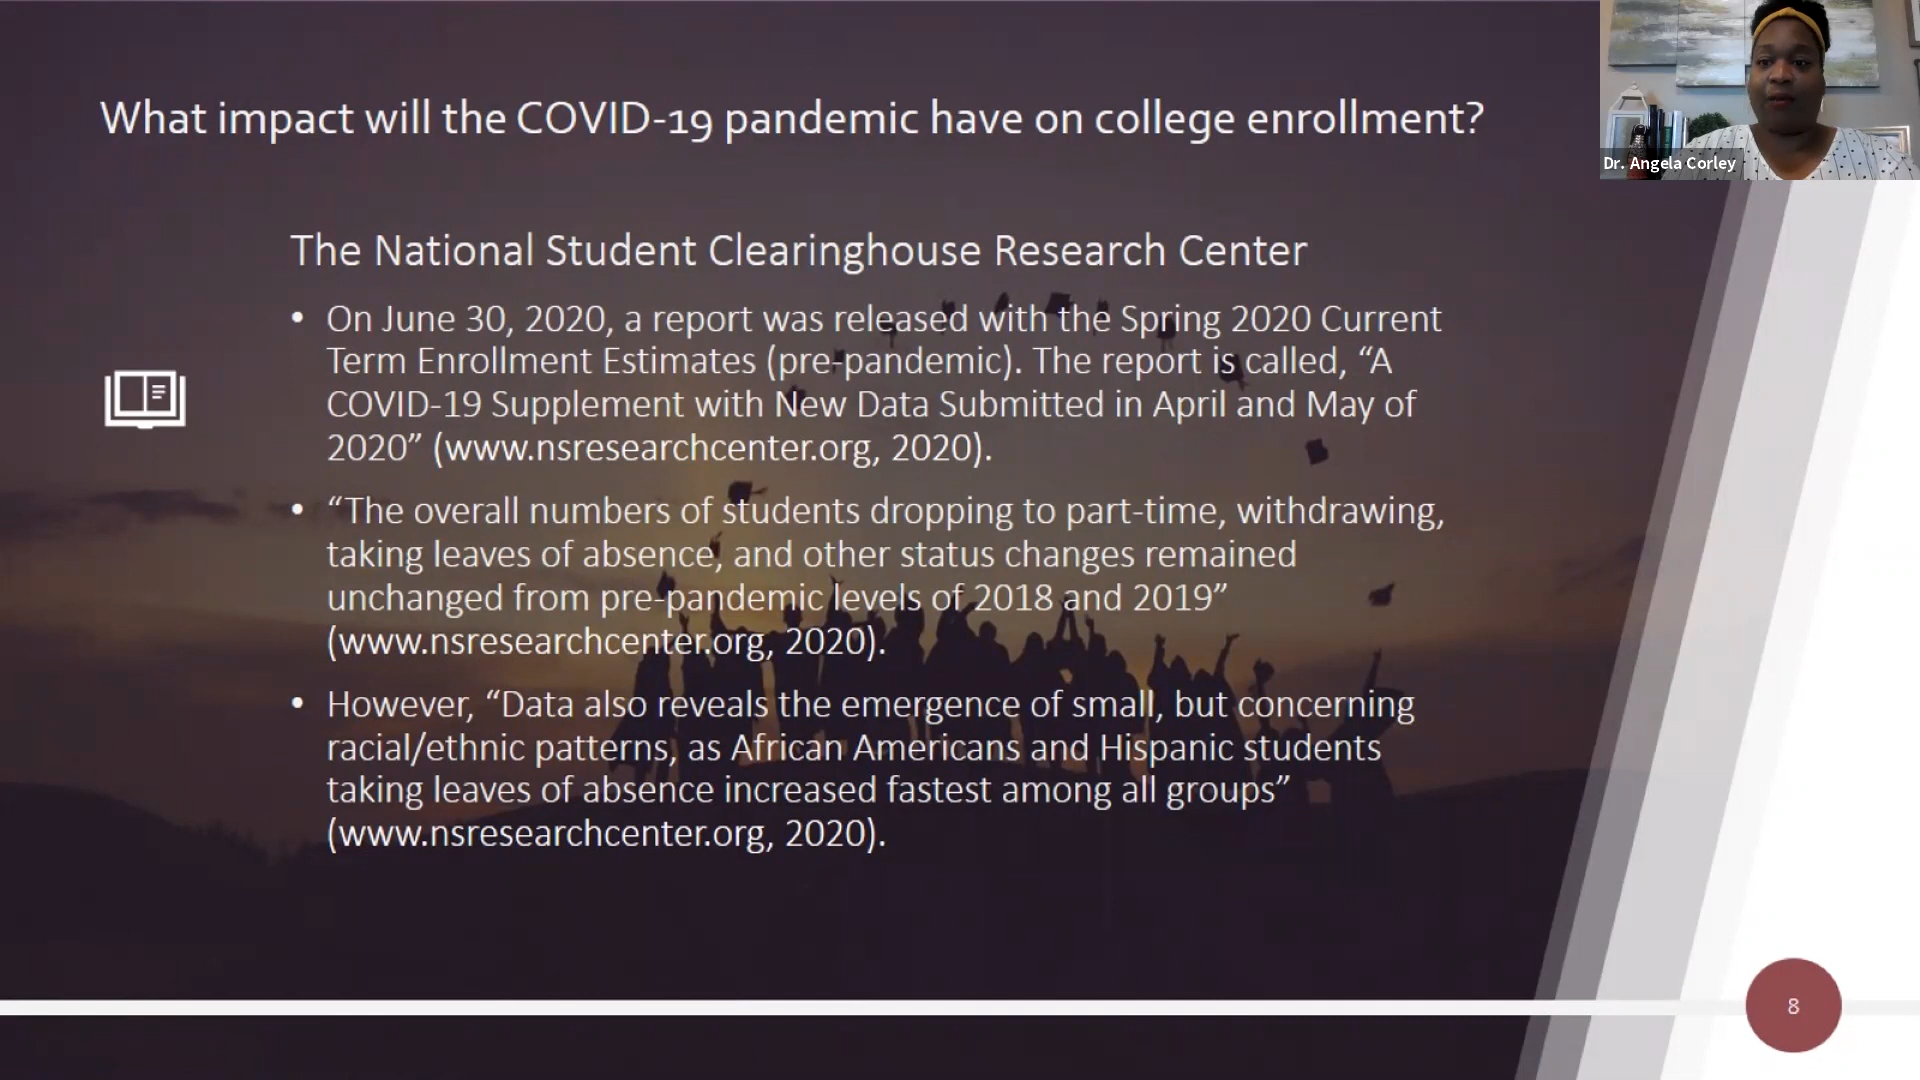 What impact will the COVID-19 pandemic have on college enrollment?
Dr. Angela Corley
The National Student Clearinghouse Research Center
• On June 30, 2020, a report was released with the Spring 2020 Current
Term Enrollment Estimates (pre-pandemic). The report is called, “A
COVID-19 Supplement with New Data Submitted in April and May of
2020” (www.nsresearchcenter.org, 2020).
• “The overall numbers of students dropping to part-time, withdrawing,
taking leaves of absence, and other status changes remained
unchanged from pre-pandemic levels of 2018 and 2019”
(www.nsresearchcenter.org, 2020).
• However, “Data also reveals the emergence of small, but concerning
racial/ethnic patterns, as African Americans and Hispanic students
taking leaves of absence increased fastest among all groups”
(www.nsresearchcenter.org, 2020).
8